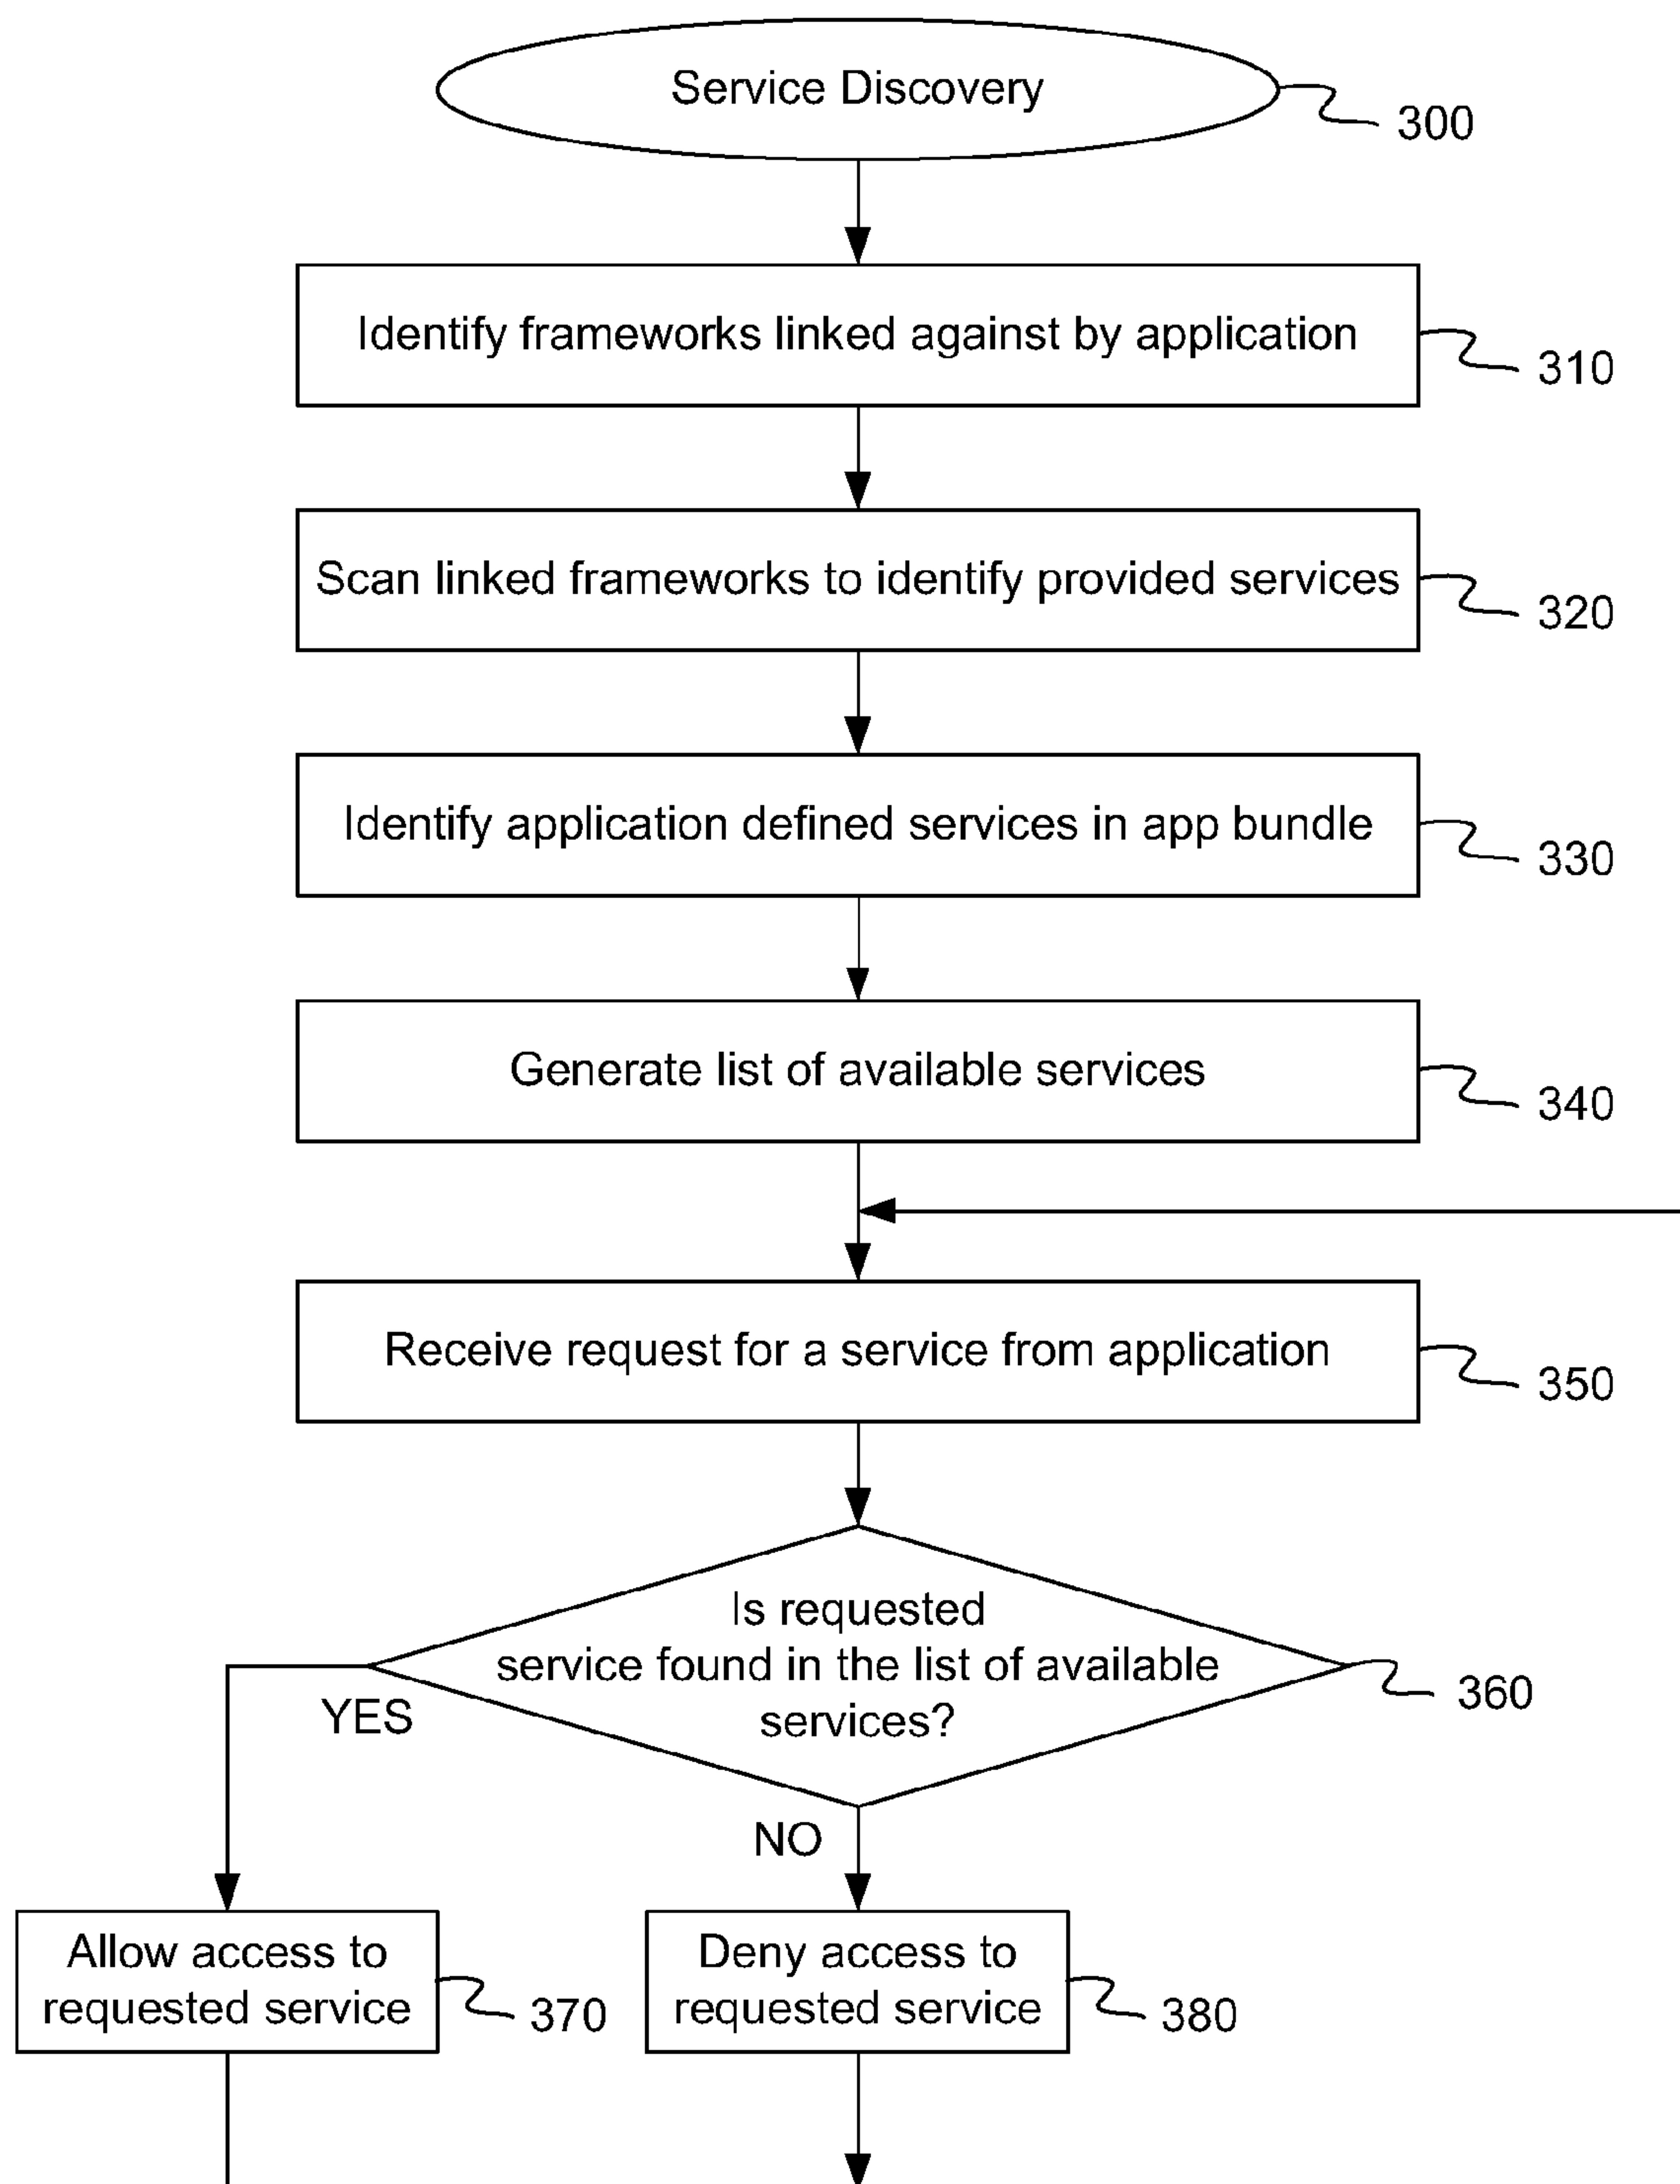 Service Discovery
300
Identify frameworks linked against by application
310
Scan linked frameworks to identify provided services
320
Identify application defined services in app bundle
330
Generate list of available services
340
Receive request for a service from application
350
Is requested
service found in the list of available
services?
360
YES
NO
Allow access to
requested service
370
Deny access to
requested service
380